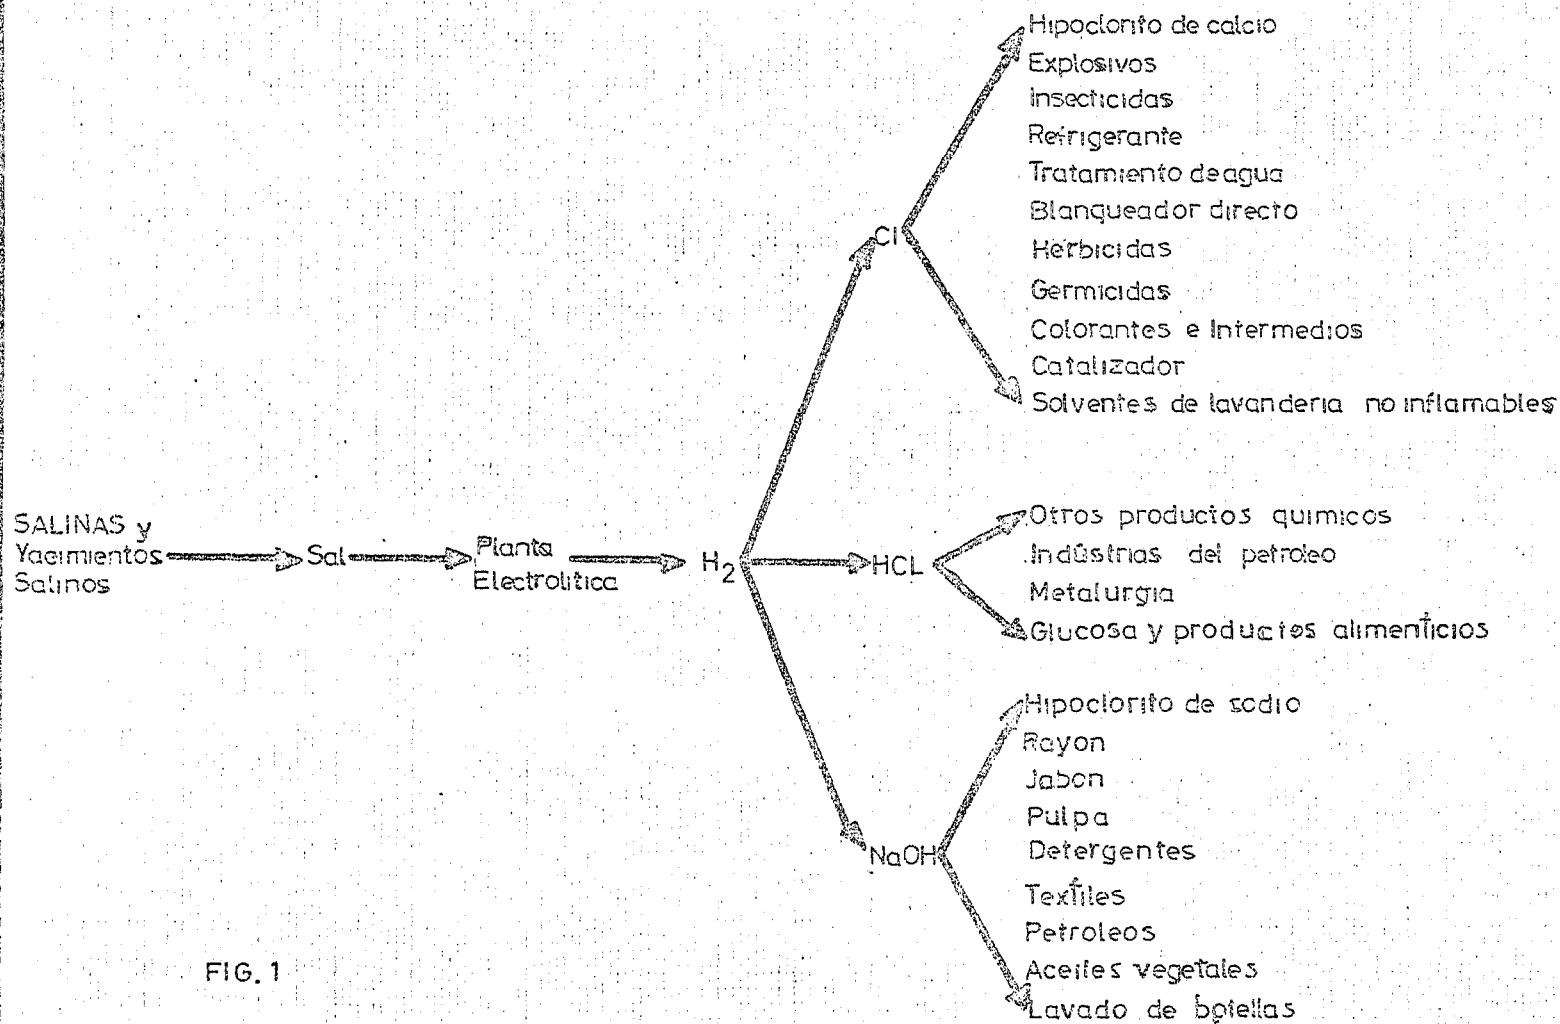 Hipoclorito de calcio
Explosivos
Insecticidas
Refrigerante
Tratamiento de agua
Blanqueador directo
Herbicidas
Germicidas
Colorantes e Intermedios
Catalizador
Solventes de lavanderia no inflamables
Cl
SALINAS y
Yacimientos
Salinos
Sal
Planta
Electrolitica
H2
HCL
Otros productos quimicos
Indústrias del petroleo
Metalurgia
Glucosa y productos alimenticios
NaOH
Hipoclorito de sodio
Rayon
Jabon
Pulpa
Detergentes
Textiles
Petroleos
Aceites vegetales
Lavado de botellas
FIG. 1